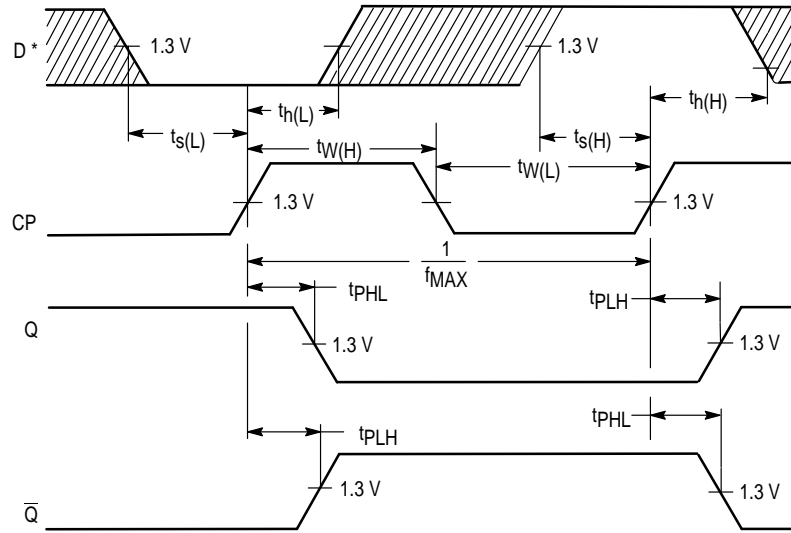 D *
1.3 V
1.3 V
th(L)
th(H)
ts(L)
ts(H)
tW(H)
tW(L)
CP
1.3 V
1.3 V
1
fMAX
tPHL
tPLH
Q
1.3 V
1.3 V
tPLH
tPHL
Q̅
1.3 V
1.3 V